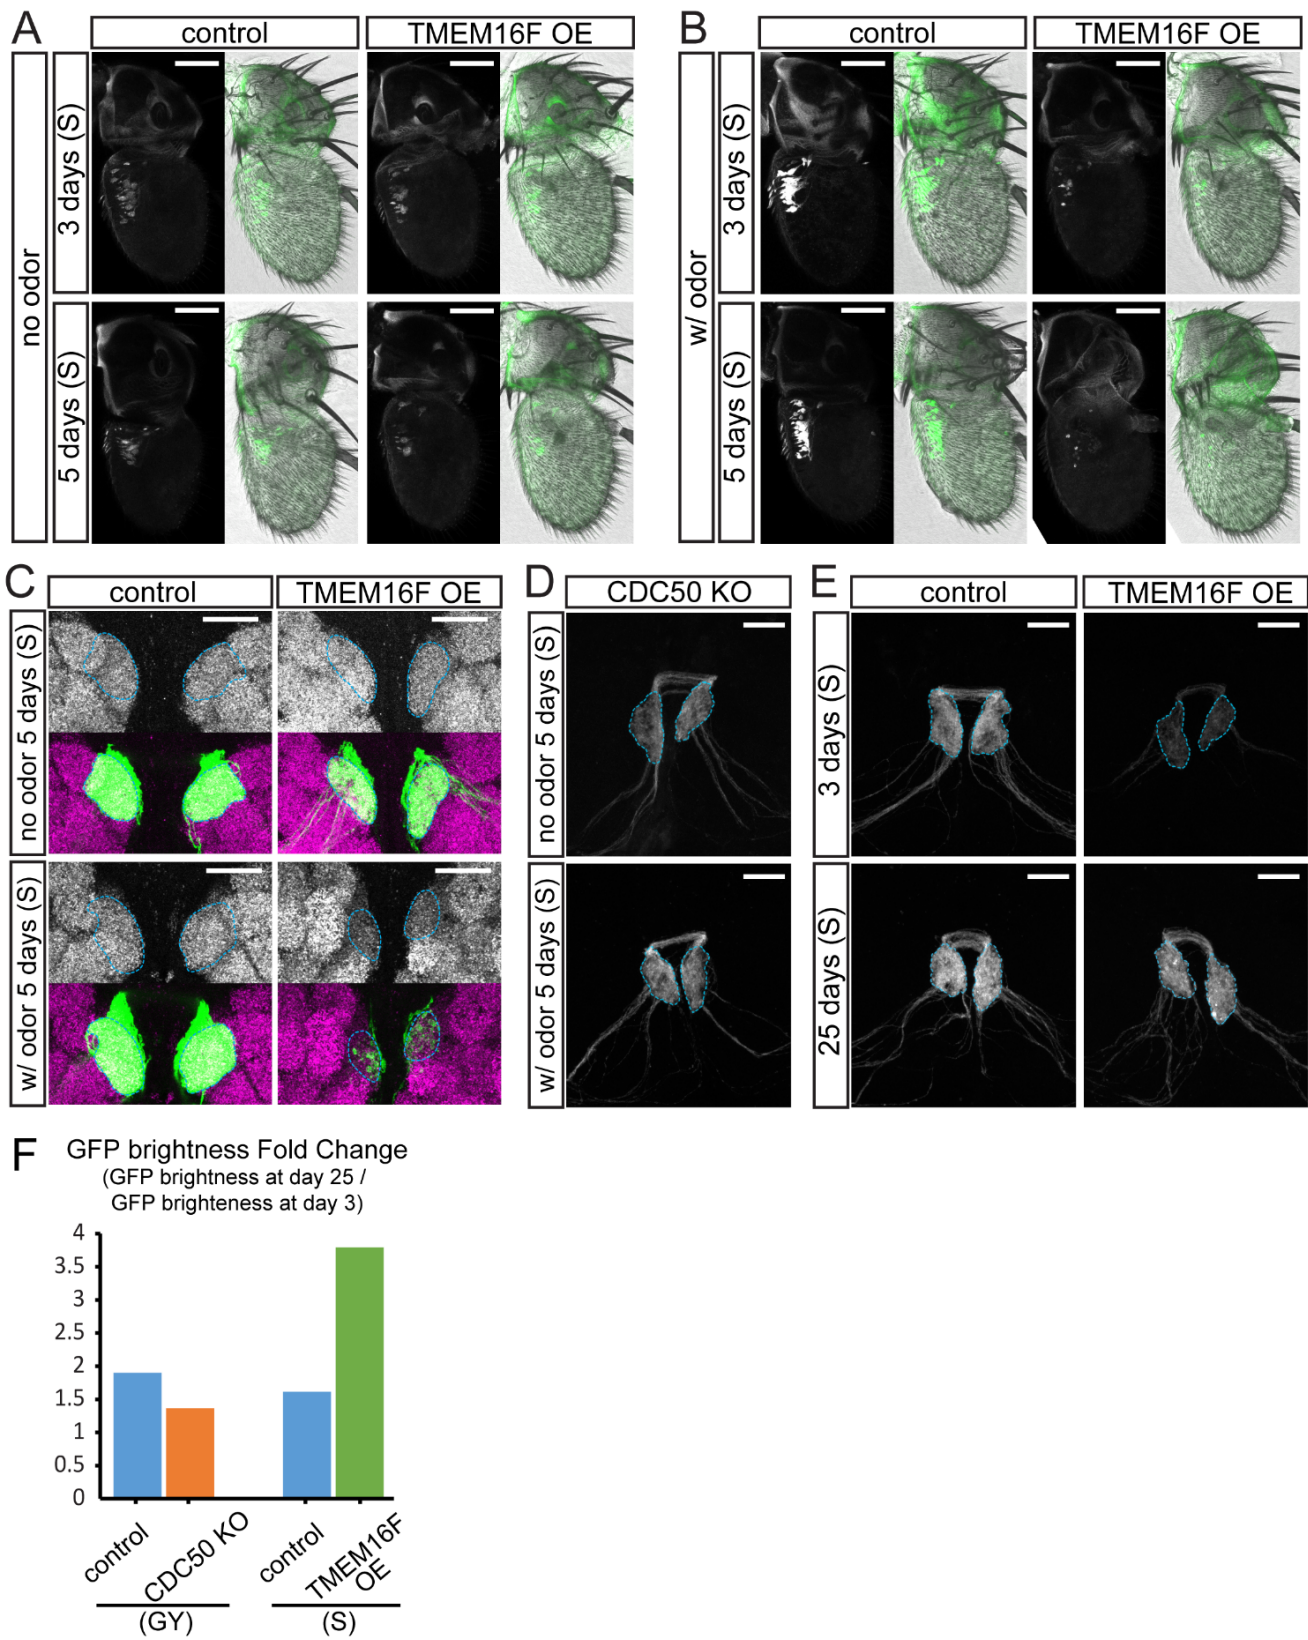 A
control
TMEM16F OE
no odor
3 days (S)
5 days (S)
B
control
TMEM16F OE
w/ odor
3 days (S)
5 days (S)
C
control
TMEM16F OE
no odor 5 days (S)
w/ odor 5 days (S)
D
CDC50 KO
no odor 5 days (S)
w/ odor 5 days (S)
E
control
TMEM16F OE
3 days (S)
25 days (S)
F
GFP brightness Fold Change
(GFP brightness at day 25 /
GFP brighteness at day 3)
4
3.5
3
2.5
2
1.5
1
0.5
0
control
CDC50 KO
control
TMEM16F
OE
(GY)
(S)